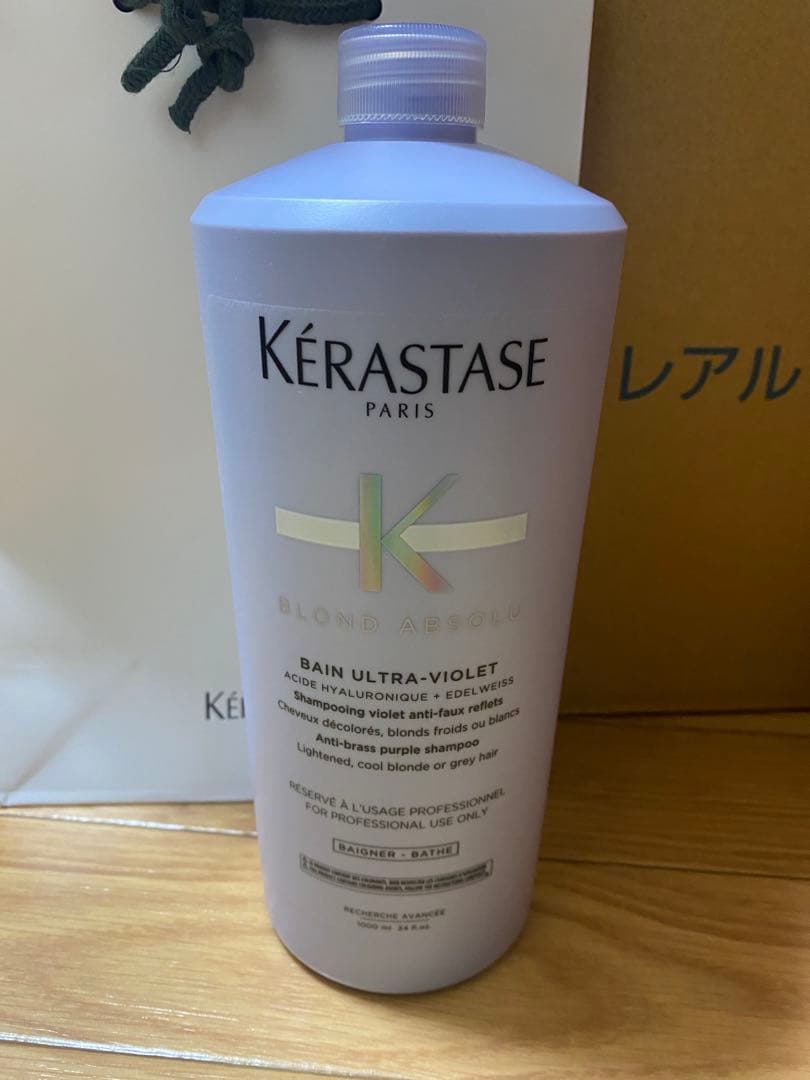 KÉRASTASE
PARIS
BLOND ABSOLU
BAIN ULTRA-VIOLET
ACIDE HYALURONIQUE + EDELWEISS
Shampooing violet anti-faux reflets
Cheveux décolorés, blonds froids ou blancs
Anti-brass purple shampoo
Lightened, cool blonde or grey hair
RÉSERVÉ À L'USAGE PROFESSIONNEL
FOR PROFESSIONAL USE ONLY
BAIGNER - BATHE
RECHERCHE AVANCÉE
1000 ml 34 fl.oz.
KÉ
レアル